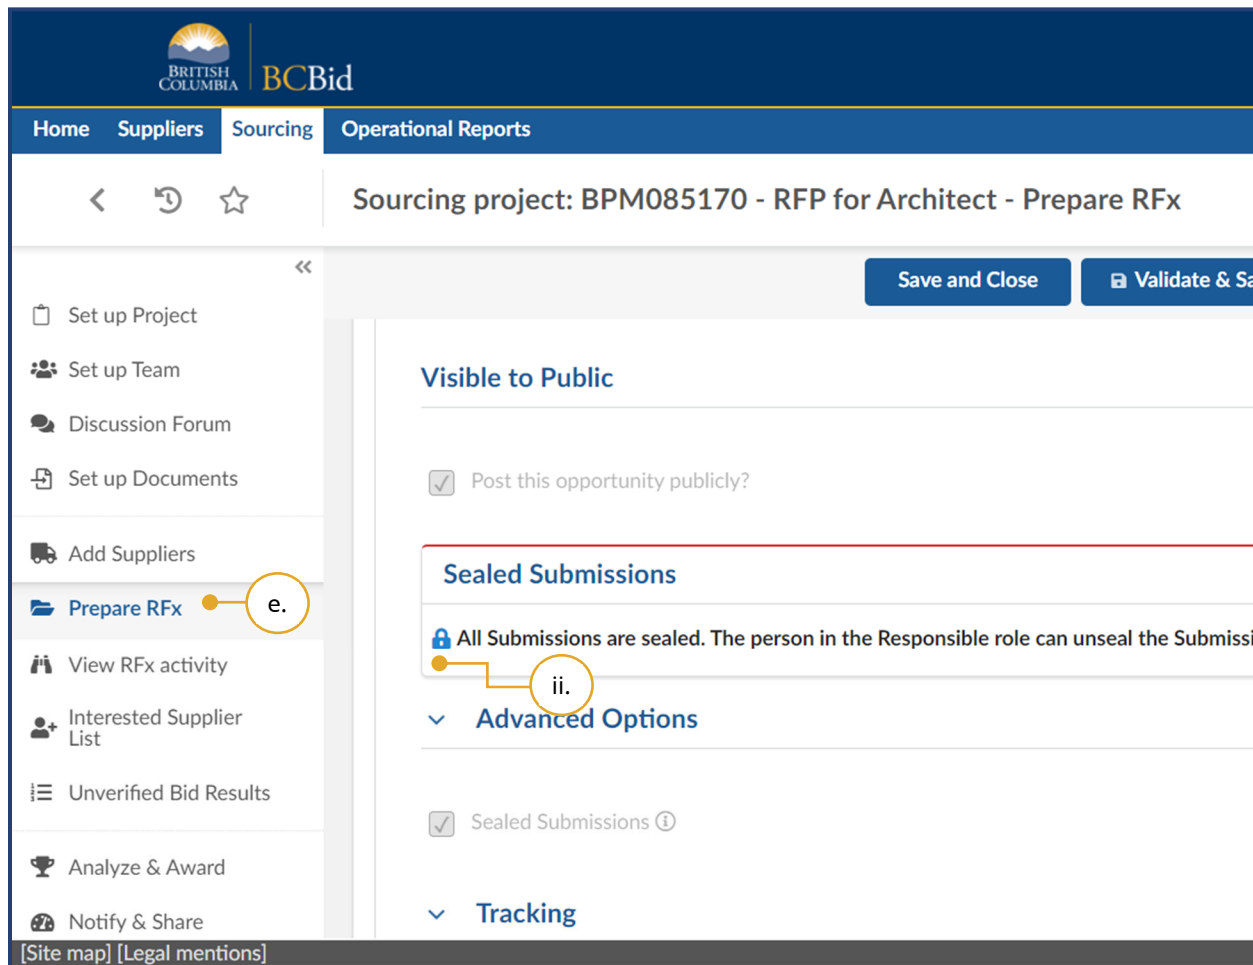 BRITISH
COLUMBIA
BCBid
Home Suppliers Sourcing Operational Reports
Sourcing project: BPM085170 - RFP for Architect - Prepare RFx
Save and Close Validate & Sa
Set up Project
Set up Team
Discussion Forum
Set up Documents
Add Suppliers
Prepare RFx
e.
View RFx activity
Interested Supplier
List
Unverified Bid Results
Analyze & Award
Notify & Share
Visible to Public
Post this opportunity publicly?
Sealed Submissions
All Submissions are sealed. The person in the Responsible role can unseal the Submissi
ii.
Advanced Options
Sealed Submissions
Tracking
[Site map] [Legal mentions]